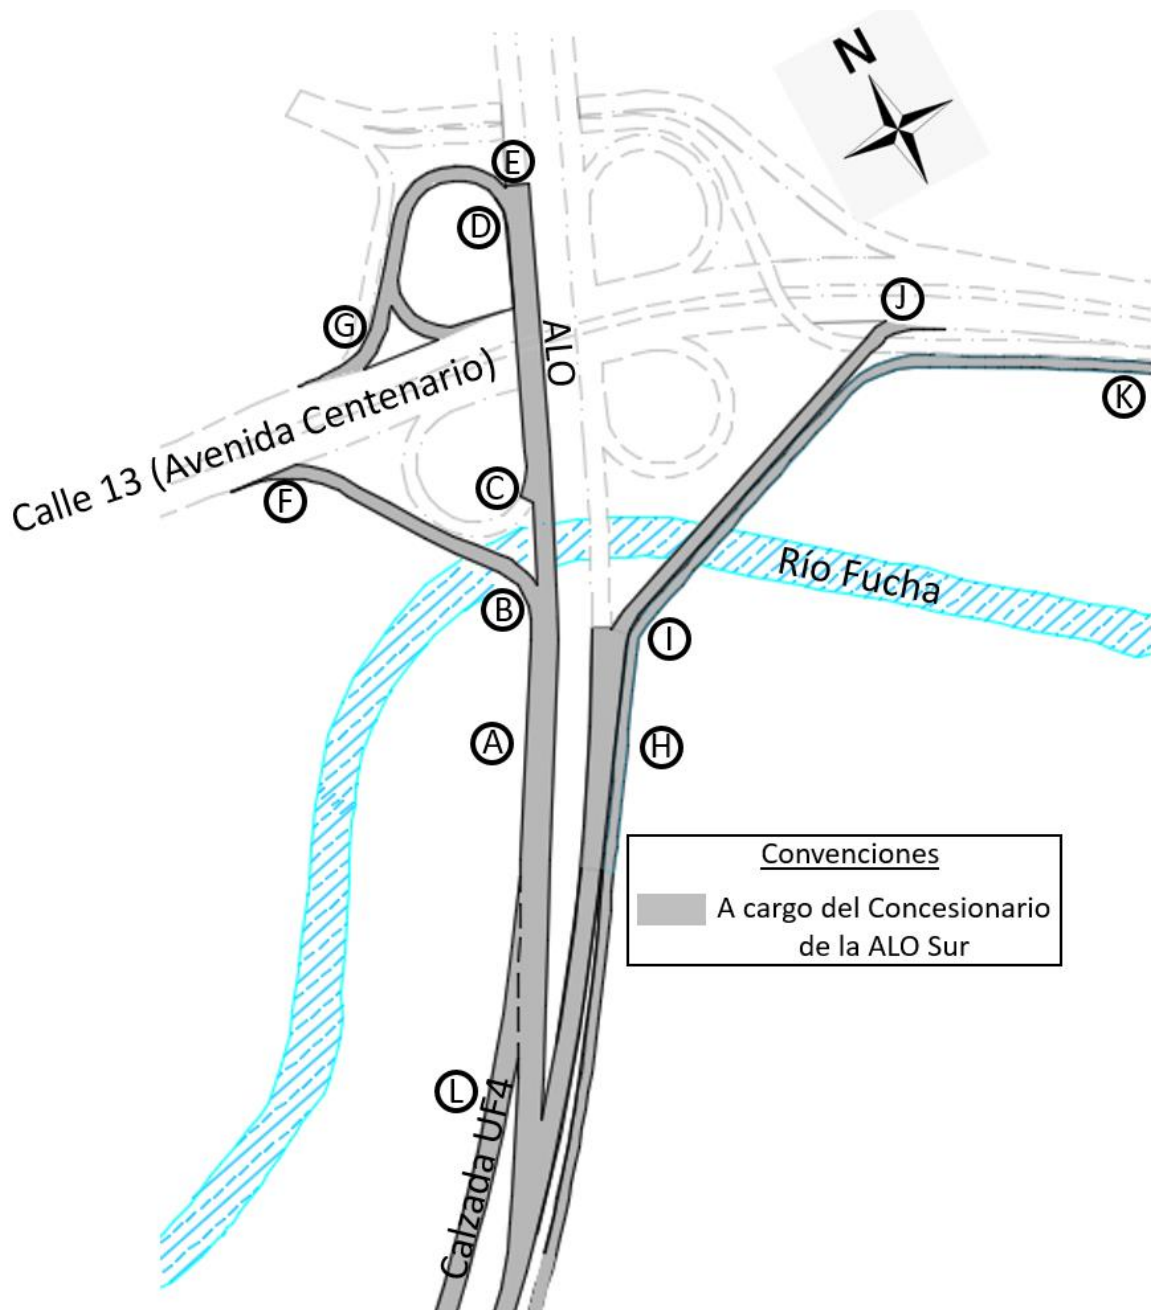 N
E
D
J
G
ALO
K
Calle 13 (Avenida Centenario)
C
F
Río Fucha
B
I
A
H
Convenciones
A cargo del Concesionario
de la ALO Sur
L
Calzada UF4